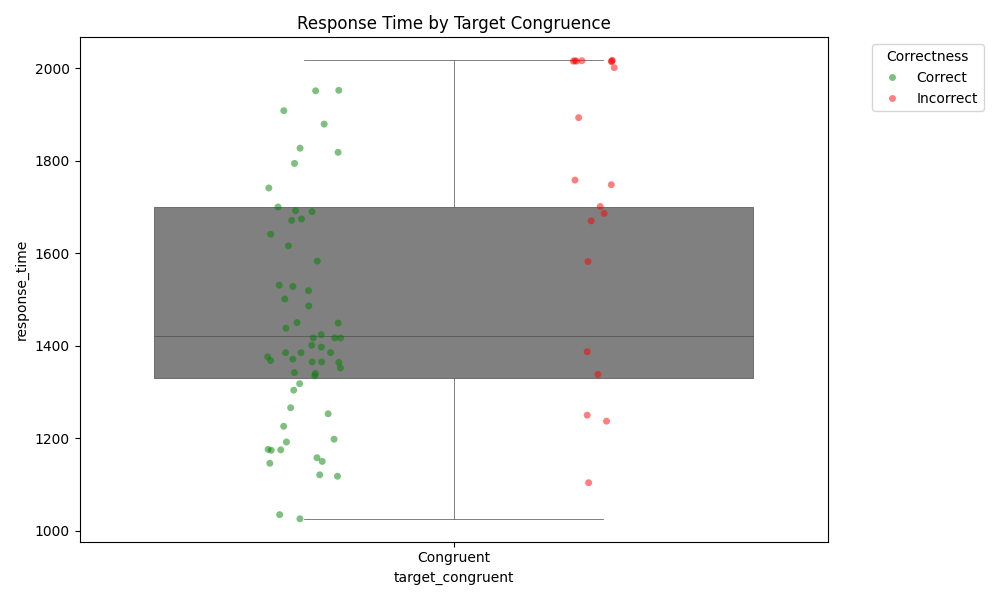 Response Time by Target Congruence
Correctness
Correct
Incorrect
response_time
2000
1800
1600
1400
1200
1000
Congruent
target_congruent